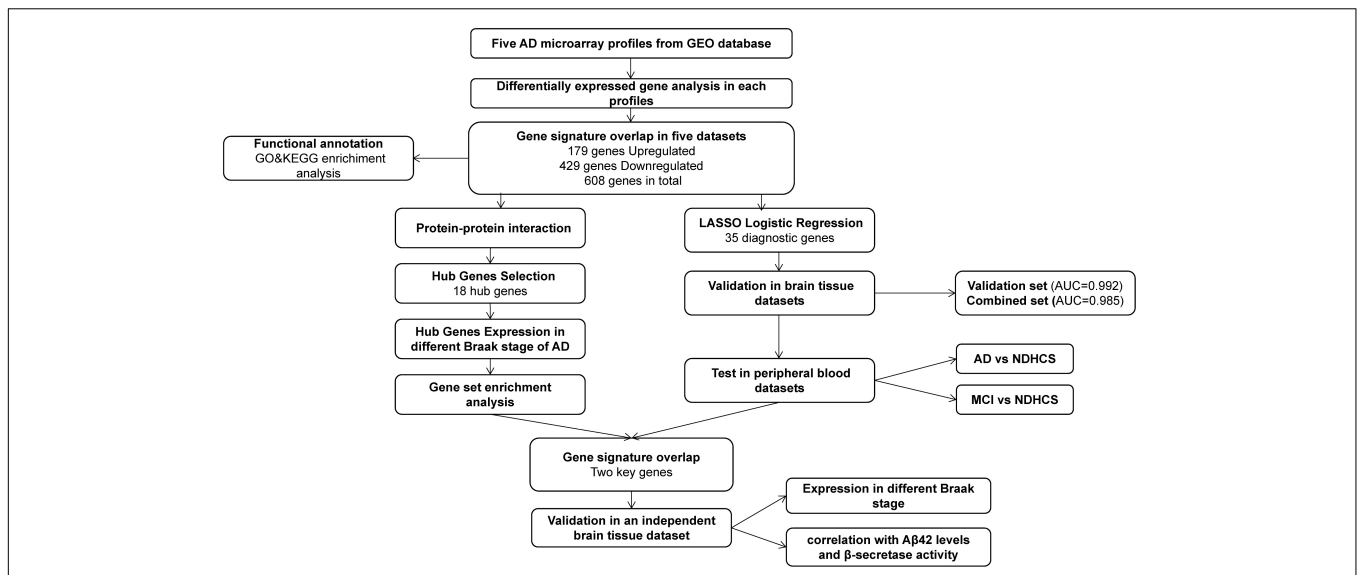 Five AD microarray profiles from GEO database
Differentially expressed gene analysis in each
profiles
Gene signature overlap in five datasets
179 genes Upregulated
429 genes Downregulated
608 genes in total
Functional annotation
GO&KEGG enrichiment
analysis
Protein-protein interaction
Hub Genes Selection
18 hub genes
Hub Genes Expression in
different Braak stage of AD
Gene set enrichment
analysis
LASSO Logistic Regression
35 diagnostic genes
Validation in brain tissue
datasets
Validation set (AUC=0.992)
Combined set (AUC=0.985)
Test in peripheral blood
datasets
AD vs NDHCS
MCI vs NDHCS
Gene signature overlap
Two key genes
Validation in an independent
brain tissue dataset
Expression in different Braak
stage
correlation with Aβ42 levels
and β-secretase activity